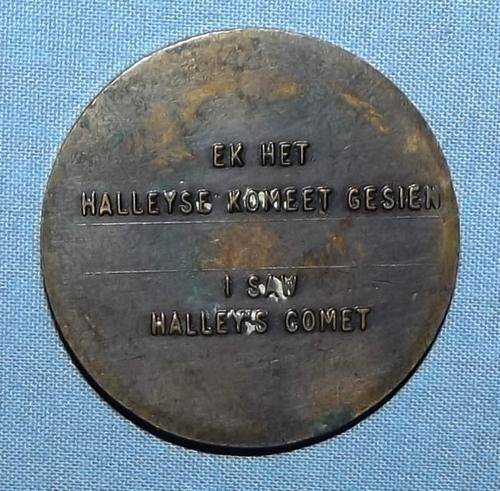 EK HET
HALLEYSE KOMEET GESIEN
I SAW
HALLEY'S COMET